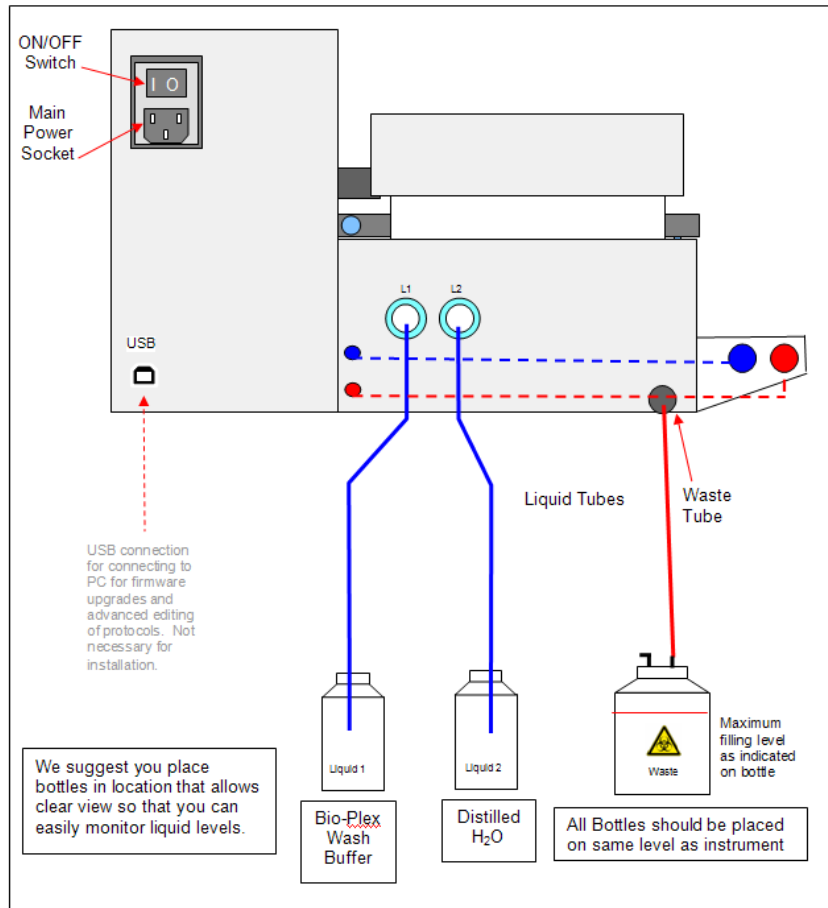 ON/OFF
Switch
I O
Main
Power
Socket
L1
L2
USB
Liquid Tubes
Waste
Tube
USB connection
for connecting to
PC for firmware
upgrades and
advanced editing
of protocols. Not
necessary for
installation.
Liquid 1
Liquid 2
Waste
Maximum
filling level
as indicated
on bottle
We suggest you place
bottles in location that allows
clear view so that you can
easily monitor liquid levels.
Bio-Plex
Wash
Buffer
Distilled
H₂O
All Bottles should be placed
on same level as instrument